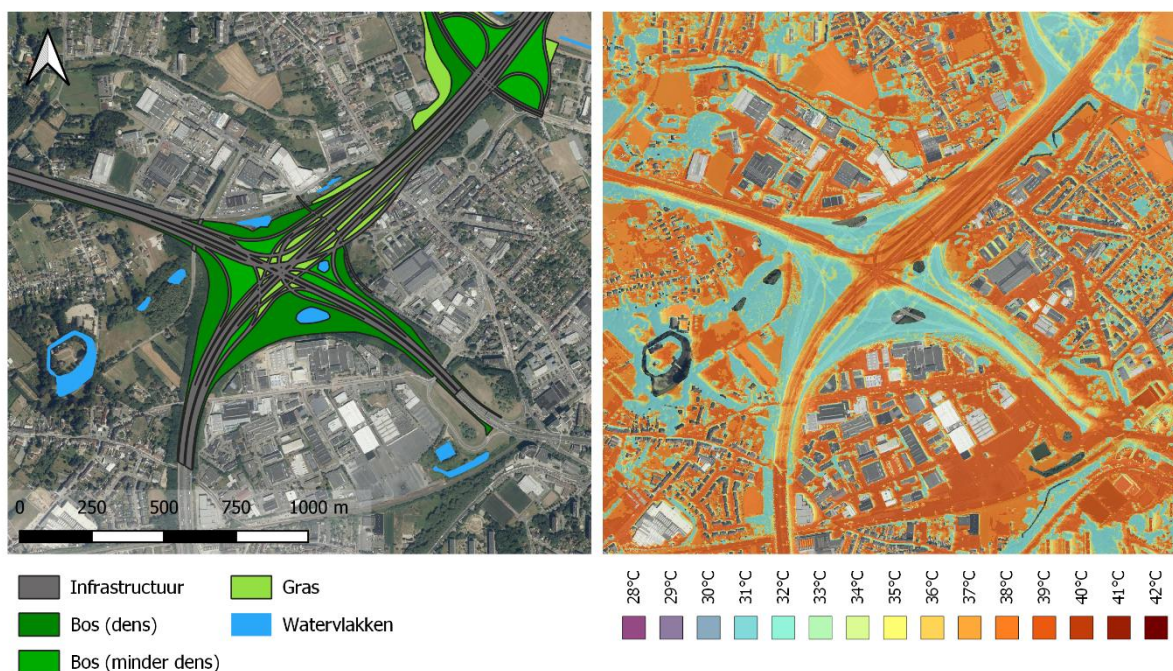 0 250 500 750 1000 m
Infrastructuur
Gras
Bos (dens)
Watervlakken
Bos (minder dens)
28°C
29°C
30°C
31°C
32°C
33°C
34°C
35°C
36°C
37°C
38°C
39°C
40°C
41°C
42°C